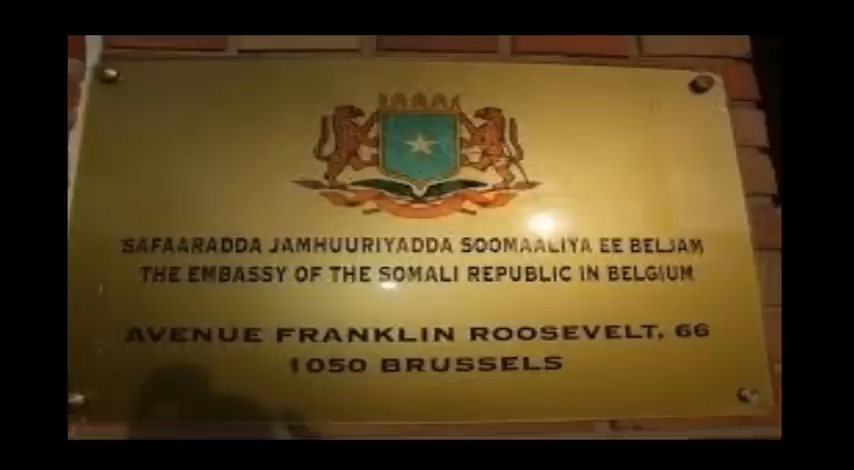 SAFAARADDA JAMHUURIYADDA SOOMAALIYA EE BELJAM
THE EMBASSY OF THE SOMALI REPUBLIC IN BELGIUM
AVENUE FRANKLIN ROOSEVELT, 66
1050 BRUSSELS